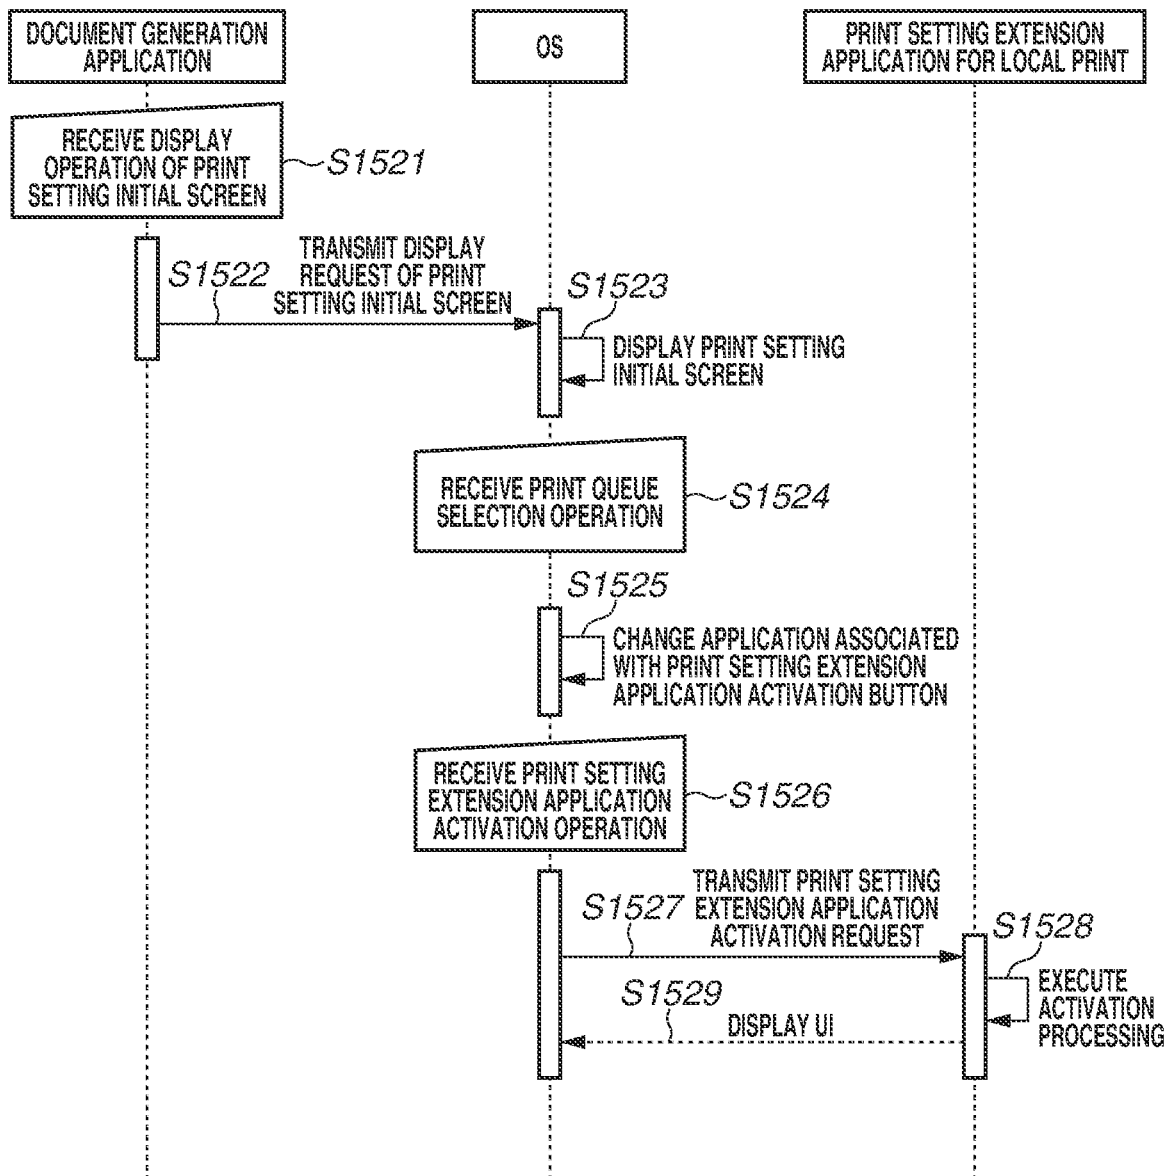 DOCUMENT GENERATION
APPLICATION
OS
PRINT SETTING EXTENSION
APPLICATION FOR LOCAL PRINT
RECEIVE DISPLAY
OPERATION OF PRINT
SETTING INITIAL SCREEN
S1521
S1522
TRANSMIT DISPLAY
REQUEST OF PRINT
SETTING INITIAL SCREEN
S1523
DISPLAY PRINT SETTING
INITIAL SCREEN
RECEIVE PRINT QUEUE
SELECTION OPERATION
S1524
S1525
CHANGE APPLICATION ASSOCIATED
WITH PRINT SETTING EXTENSION
APPLICATION ACTIVATION BUTTON
RECEIVE PRINT SETTING
EXTENSION APPLICATION
ACTIVATION OPERATION
S1526
S1527
TRANSMIT PRINT SETTING
EXTENSION APPLICATION
ACTIVATION REQUEST
S1528
EXECUTE
ACTIVATION
PROCESSING
S1529
DISPLAY UI